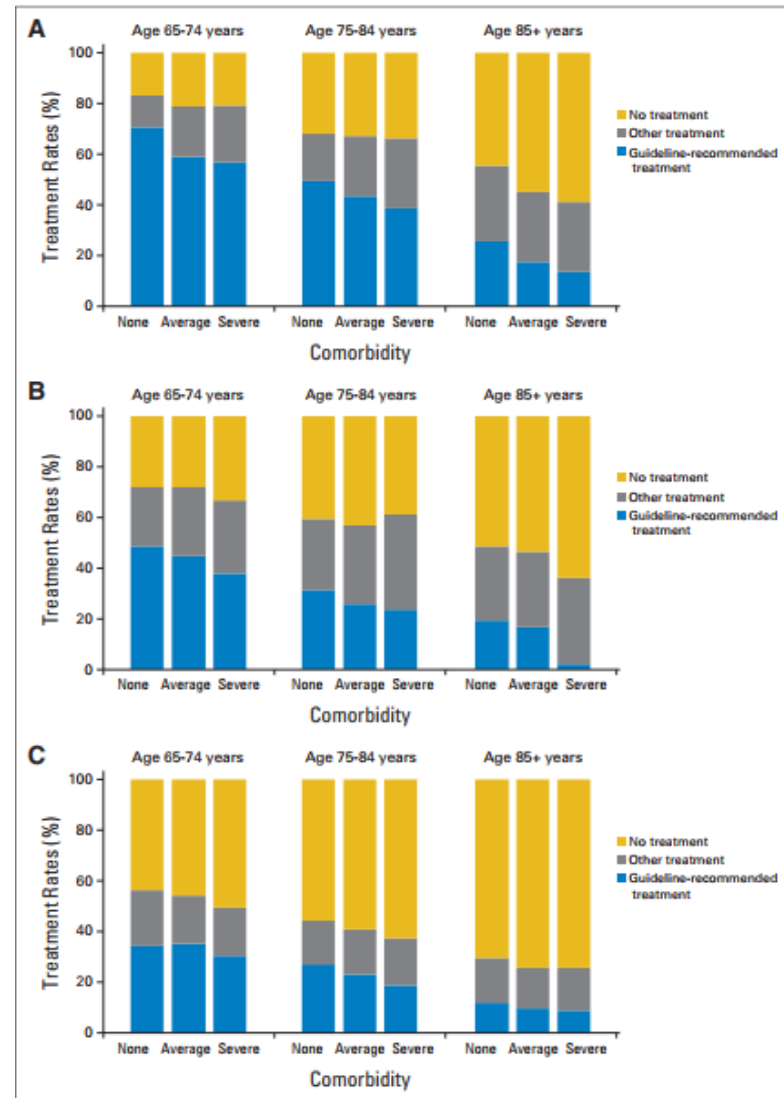 A
Age 65-74 years Age 75-84 years Age 85+ years
100
80
60
40
20
0
Treatment Rates (%)
No treatment
Other treatment
Guideline-recommended
treatment
None Average Severe None Average Severe None Average Severe
Comorbidity
B
Age 65-74 years Age 75-84 years Age 85+ years
100
80
60
40
20
0
Treatment Rates (%)
No treatment
Other treatment
Guideline-recommended
treatment
None Average Severe None Average Severe None Average Severe
Comorbidity
C
Age 65-74 years Age 75-84 years Age 85+ years
100
80
60
40
20
0
Treatment Rates (%)
No treatment
Other treatment
Guideline-recommended
treatment
None Average Severe None Average Severe None Average Severe
Comorbidity